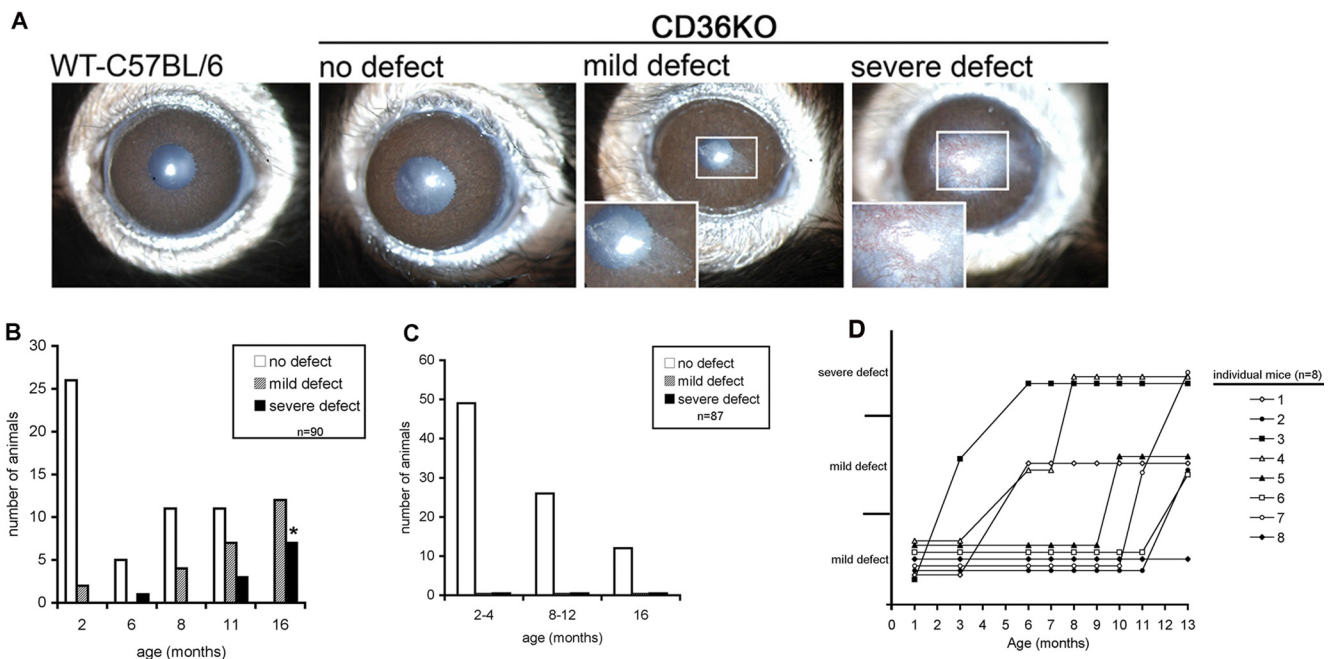 A
CD36KO
WT-C57BL/6
no defect
mild defect
severe defect
B
30
25
20
15
10
5
0
number of animals
no defect
mild defect
severe defect
n=90
*
2 6 8 11 16
age (months)
C
60
50
40
30
20
10
0
number of animals
no defect
mild defect
severe defect
n=87
2-4 8-12 16
age (months)
D
severe defect
mild defect
mild defect
0 1 2 3 4 5 6 7 8 9 10 11 12 13
Age (months)
individual mice (n=8)
1
2
3
4
5
6
7
8